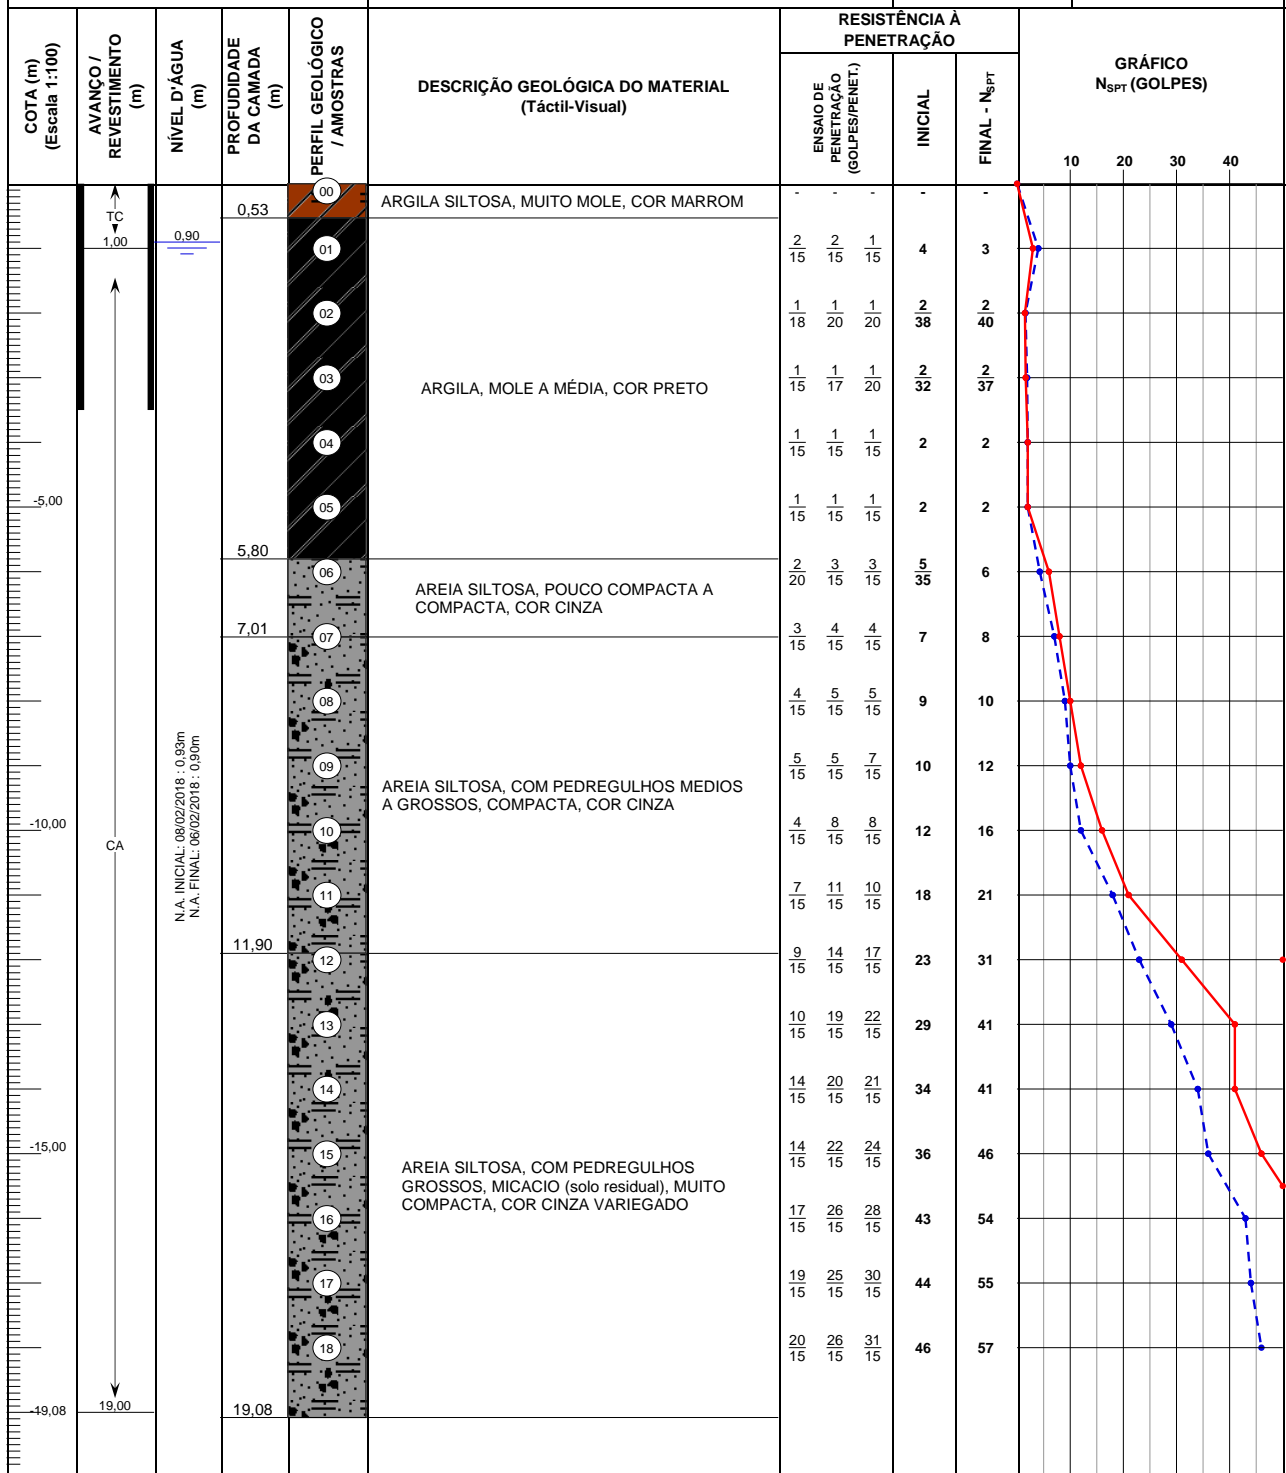 COTA (m)
(Escala 1:100)
AVANÇO /
REVESTIMENTO
(m)
NÍVEL D'ÁGUA
(m)
PROFUDIDADE
DA CAMADA
(m)
PERFIL GEOLÓGICO
/ AMOSTRAS
DESCRIÇÃO GEOLÓGICA DO MATERIAL
(Táctil-Visual)
RESISTÊNCIA À
PENETRAÇÃO
ENSAIO DE
PENETRAÇÃO
(GOLPES/PENET.)
INICIAL
FINAL - NSPT
GRÁFICO
NSPT (GOLPES)
10 20 30 40
TC
1,00
0,90
0,53
00
ARGILA SILTOSA, MUITO MOLE, COR MARROM
- - - - -
01
2/15 2/15 1/15 4 3
02
1/18 1/20 1/20 2/38 2/40
03
ARGILA, MOLE A MÉDIA, COR PRETO
1/15 1/17 1/20 2/32 2/37
04
1/15 1/15 1/15 2 2
-5,00
05
1/15 1/15 1/15 2 2
5,80
06
AREIA SILTOSA, POUCO COMPACTA A
COMPACTA, COR CINZA
2/20 3/15 3/15 5/35 6
7,01
07
3/15 4/15 4/15 7 8
08
4/15 5/15 5/15 9 10
09
AREIA SILTOSA, COM PEDREGULHOS MEDIOS
A GROSSOS, COMPACTA, COR CINZA
5/15 5/15 7/15 10 12
-10,00
CA
N.A. INICIAL: 08/02/2018 : 0,93m
N.A. FINAL: 06/02/2018 : 0,90m
10
4/15 8/15 8/15 12 16
11
7/15 11/15 10/15 18 21
11,90
12
9/15 14/15 17/15 23 31
13
10/15 19/15 22/15 29 41
14
14/15 20/15 21/15 34 41
-15,00
15
14/15 22/15 24/15 36 46
AREIA SILTOSA, COM PEDREGULHOS
GROSSOS, MICACIO (solo residual), MUITO
COMPACTA, COR CINZA VARIEGADO
16
17/15 26/15 28/15 43 54
17
19/15 25/15 30/15 44 55
18
20/15 26/15 31/15 46 57
-19,08
19,00
19,08